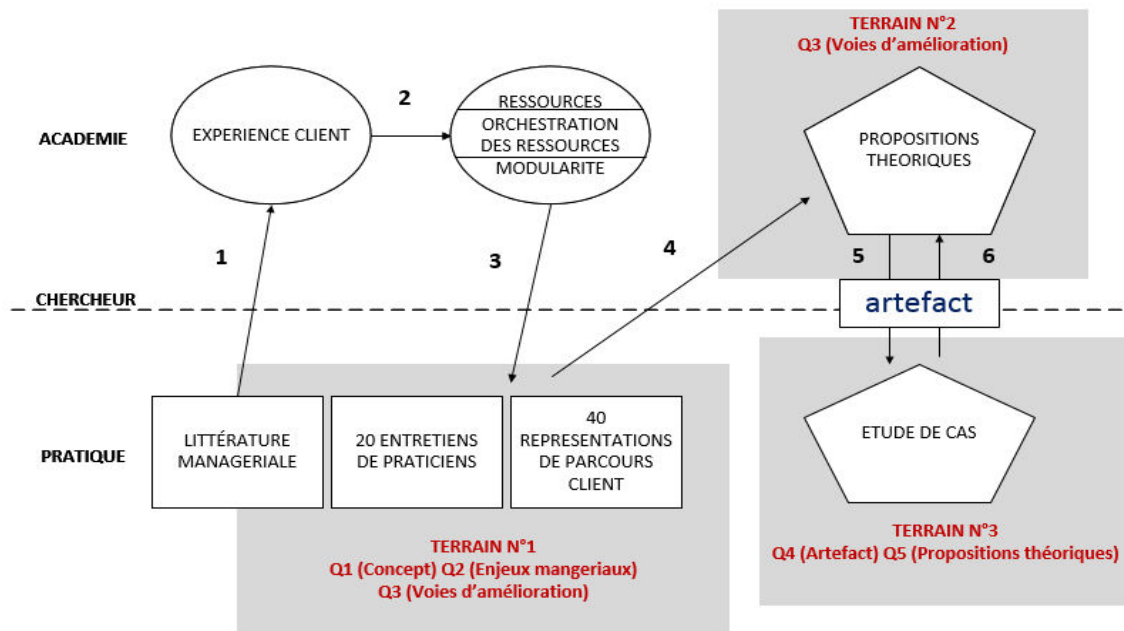 TERRAIN N°2
Q3 (Voies d'amélioration)
ACADEMIE
EXPERIENCE CLIENT
2
RESSOURCES
ORCHESTRATION
DES RESSOURCES
MODULARITE
PROPOSITIONS
THEORIQUES
1
3
4
5
6
CHERCHEUR
artefact
PRATIQUE
LITTÉRATURE
MANAGERIALE
20 ENTRETIENS
DE PRATICIENS
40
REPRESENTATIONS
DE PARCOURS
CLIENT
ETUDE DE CAS
TERRAIN N°1
Q1 (Concept) Q2 (Enjeux mangeriaux)
Q3 (Voies d'amélioration)
TERRAIN N°3
Q4 (Artefact) Q5 (Propositions théoriques)